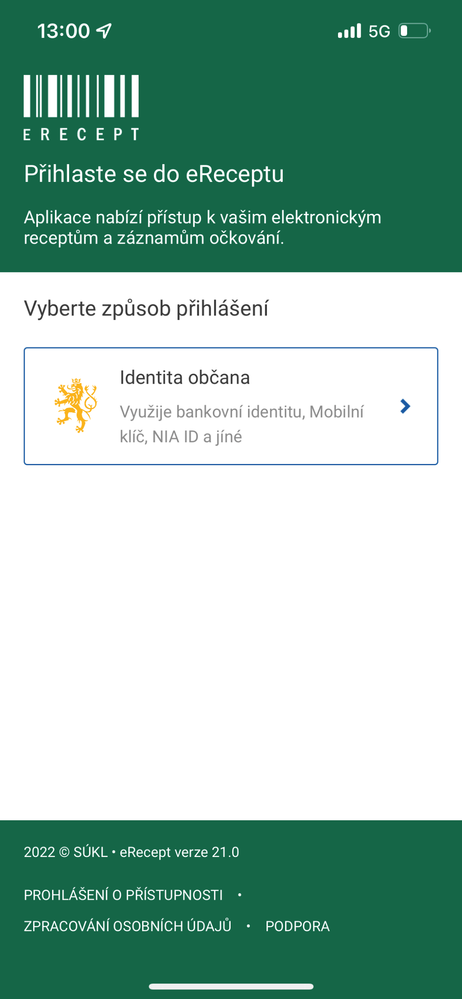 13:00
5G
ERECEPT
Přihlaste se do eReceptu
Aplikace nabízí přístup k vašim elektronickým
receptům a záznamům očkování.
Vyberte způsob přihlášení
Identita občana
Využije bankovní identitu, Mobilní
klíč, NIA ID a jíné
2022 © SÚKL • eRecept verze 21.0
PROHLÁŠENÍ O PŘÍSTUPNOSTI •
ZPRACOVÁNÍ OSOBNÍCH ÚDAJŮ • PODPORA